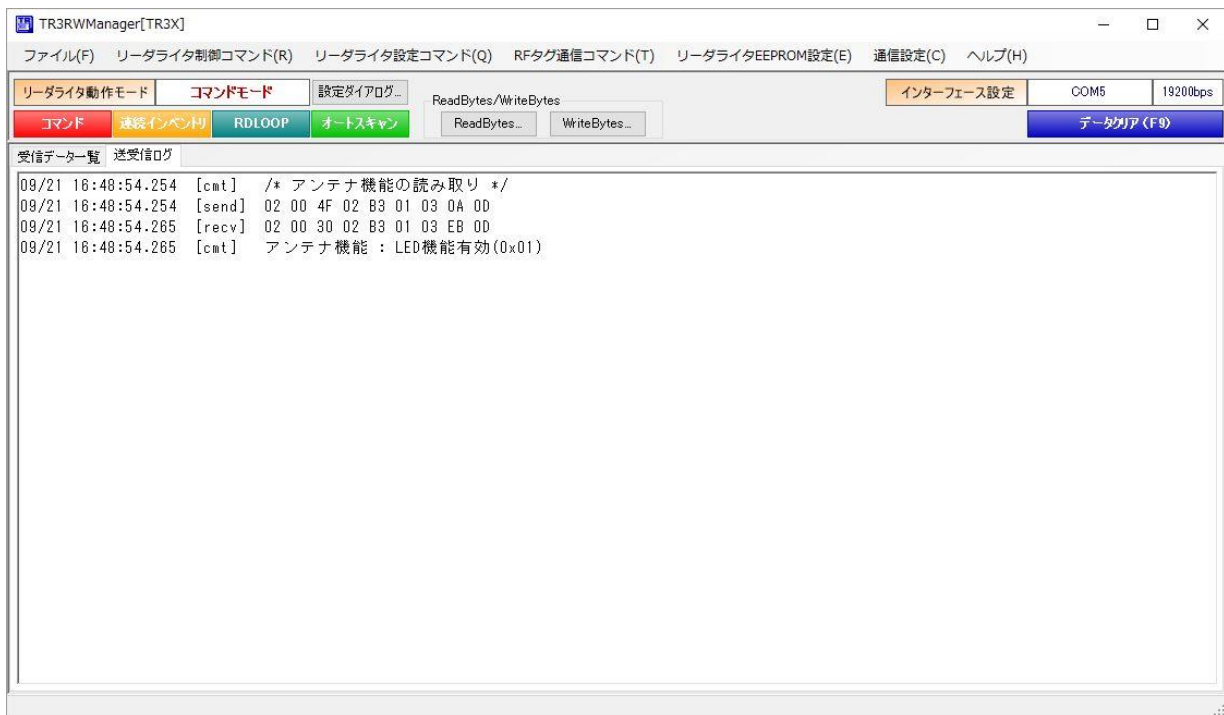 TR3RWManager[TR3X]
ファイル(F) リーダライタ制御コマンド(R) リーダライタ設定コマンド(Q) RFタグ通信コマンド(T) リーダライタEEPROM設定(E) 通信設定(C) ヘルプ(H)
リーダライタ動作モード コマンドモード 設定ダイアログ... ReadBytes/WriteBytes インターフェース設定 COM5 19200bps
コマンド 連続インベントリ RDLOOP オートスキャン ReadBytes... WriteBytes... データクリア(F9)
受信データ一覧 送受信ログ
09/21 16:48:54.254 [cmt] /* アンテナ機能の読み取り */
09/21 16:48:54.254 [send] 02 00 4F 02 B3 01 03 0A 0D
09/21 16:48:54.265 [recv] 02 00 30 02 B3 01 03 EB 0D
09/21 16:48:54.265 [cmt] アンテナ機能 : LED機能有効(0x01)